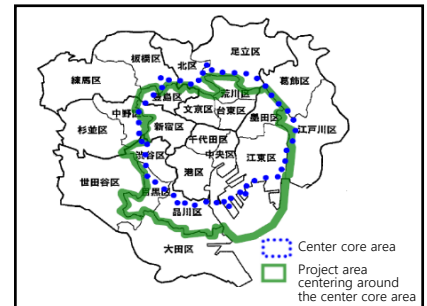 足立区
北区
板橋区
葛飾区
練馬区
荒川区
豊島区
文京区
台東区
墨田区
中野区
新宿区
杉並区
千代田区
江戸川区
中央区
渋谷区
江東区
港区
世田谷区
目黒区
品川区
大田区
Center core area
Project area
centering around
the center core area